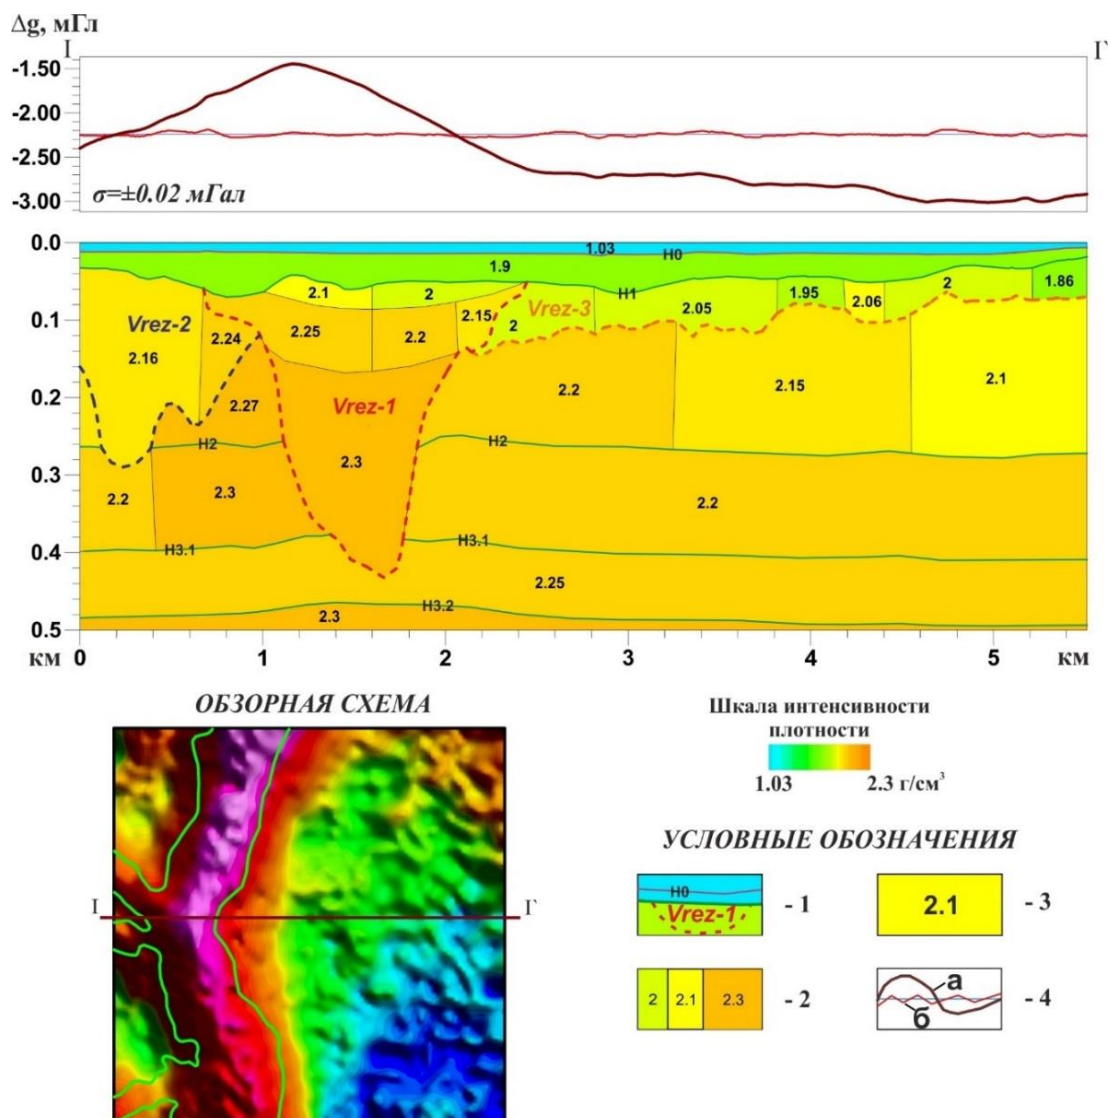 Δg, мГл
I
I`
-1.50
-2.00
-2.50
-3.00
σ=±0.02 мГал
0.0
1.03
H0
1.9
1.86
2.1
2
H1
2
1.95
2.06
2.05
0.1
2.15
Vrez-3
2
Vrez-2
2.24
2.25
2.2
2.16
2.1
2.15
2.2
0.2
2.27
Vrez-1
H2
H2
2.3
0.3
2.2
2.3
2.2
H3.1
H3.1
0.4
2.25
H3.2
2.3
0.5
км
0
1
2
3
4
5
км
ОБЗОРНАЯ СХЕМА
I
I`
Шкала интенсивности
плотности
1.03
2.3 г/см³
УСЛОВНЫЕ ОБОЗНАЧЕНИЯ
H0
Vrez-1
- 1
2.1
- 3
2
2.1
2.3
- 2
а
б
- 4